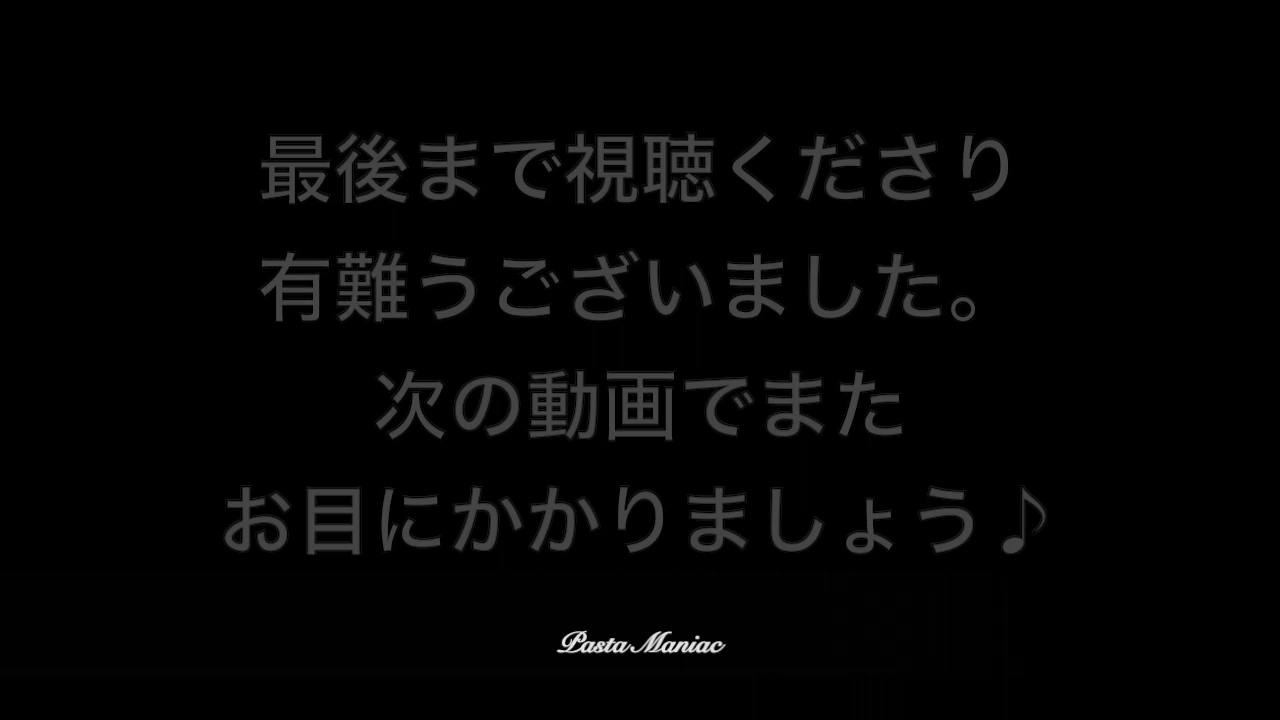 最後まで視聴くださり
有難うございました。
次の動画でまた
お目にかかりましょう♪
Pasta Maniac